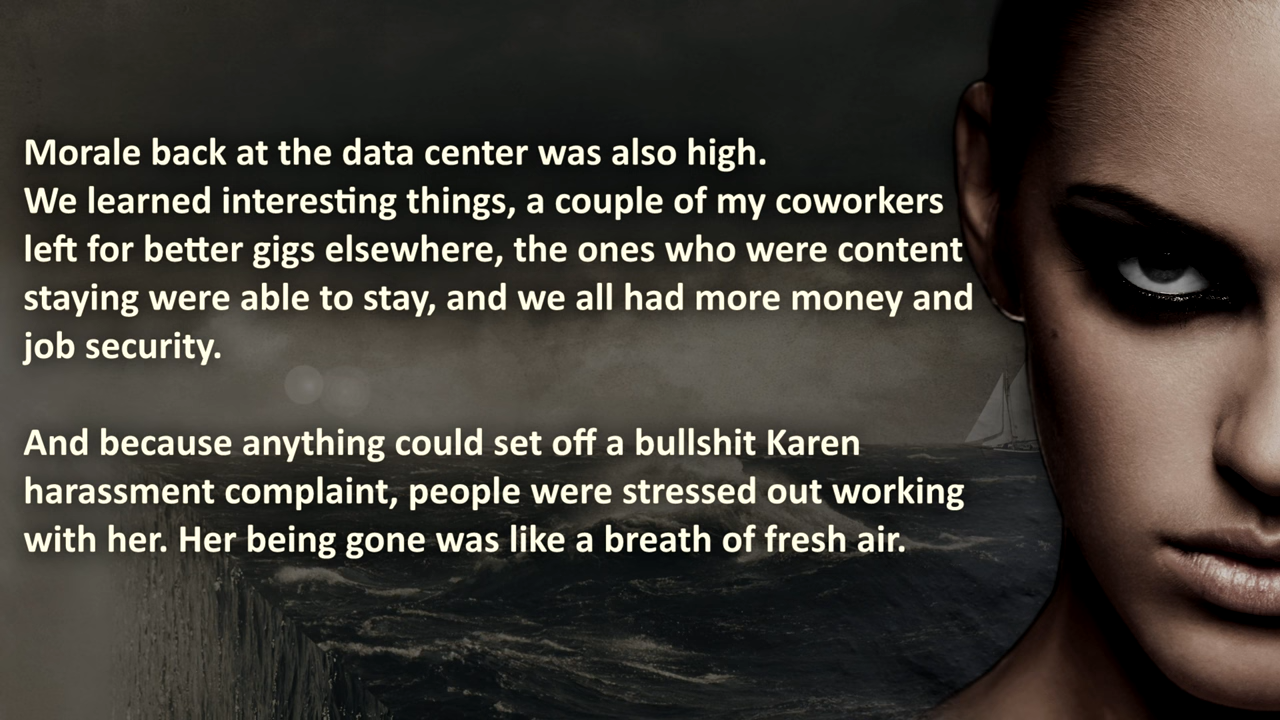 Morale back at the data center was also high.
We learned interesting things, a couple of my coworkers
left for better gigs elsewhere, the ones who were content
staying were able to stay, and we all had more money and
job security.
And because anything could set off a bullshit Karen
harassment complaint, people were stressed out working
with her. Her being gone was like a breath of fresh air.